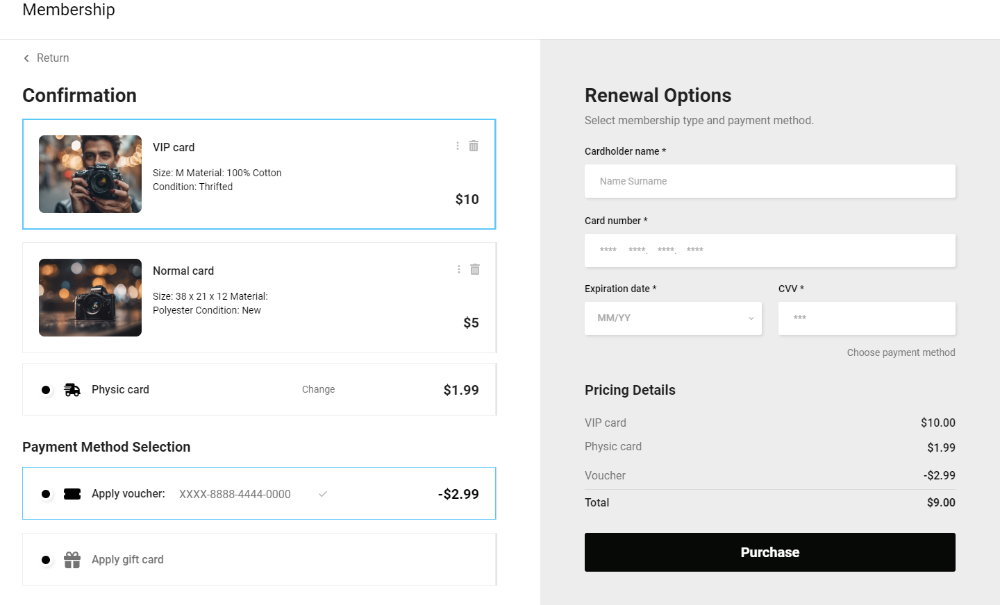 Membership
Return
Confirmation
VIP card
Size: M Material: 100% Cotton
Condition: Thrifted
$10
Normal card
Size: 38 x 21 x 12 Material:
Polyester Condition: New
$5
Physic card Change $1.99
Payment Method Selection
Apply voucher: XXXX-8888-4444-0000 -$2.99
Apply gift card
Renewal Options
Select membership type and payment method.
Cardholder name *
Name Surname
Card number *
**** ****. ****. ****
Expiration date * CVV *
MM/YY ***
Choose payment method
Pricing Details
VIP card $10.00
Physic card $1.99
Voucher -$2.99
Total $9.00
Purchase